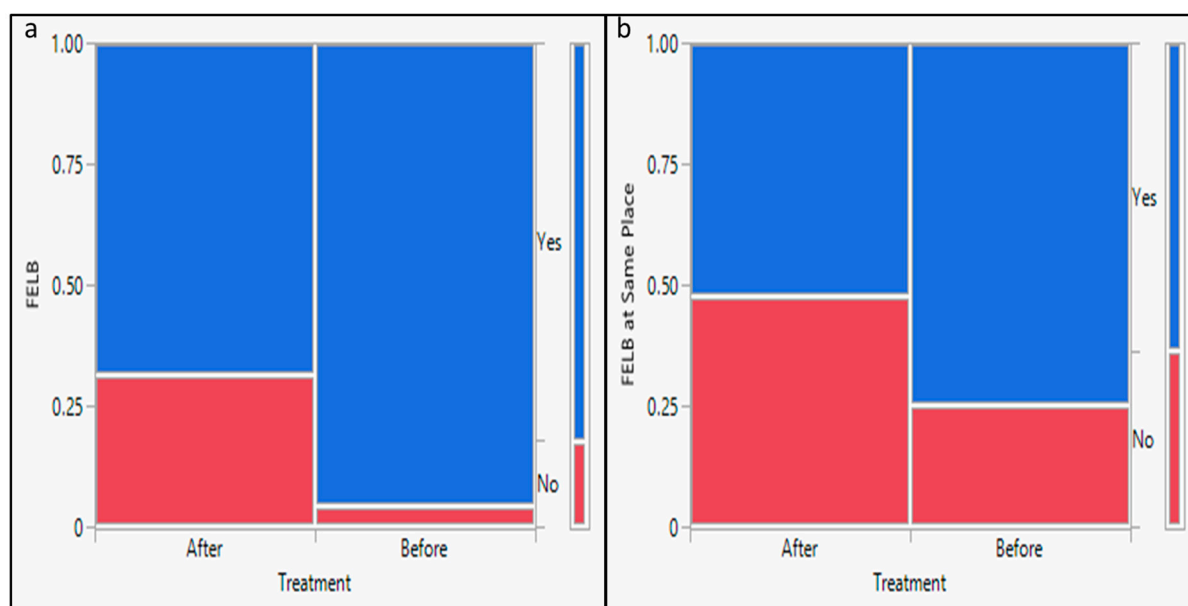 a
1.00
0.75
0.50
0.25
0
FELB
Yes
No
After Before
Treatment
b
1.00
0.75
0.50
0.25
0
FELB at Same Place
Yes
No
After Before
Treatment